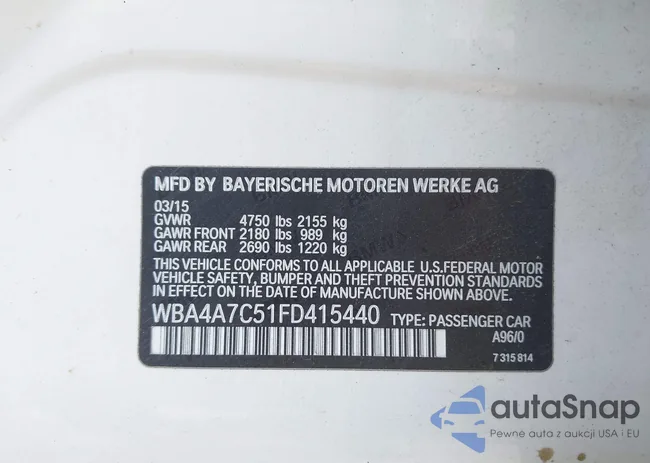 MFD BY BAYERISCHE MOTOREN WERKE AG
03/15
GVWR 4750 lbs 2155 kg
GAWR FRONT 2180 lbs 989 kg
GAWR REAR 2690 lbs 1220 kg
THIS VEHICLE CONFORMS TO ALL APPLICABLE U.S.FEDERAL MOTOR
VEHICLE SAFETY, BUMPER AND THEFT PREVENTION STANDARDS
IN EFFECT ON THE DATE OF MANUFACTURE SHOWN ABOVE.
WBA4A7C51FD415440 TYPE: PASSENGER CAR
A96/0
7 315 814
autaSnap
Pewne auta z aukcji USA i EU